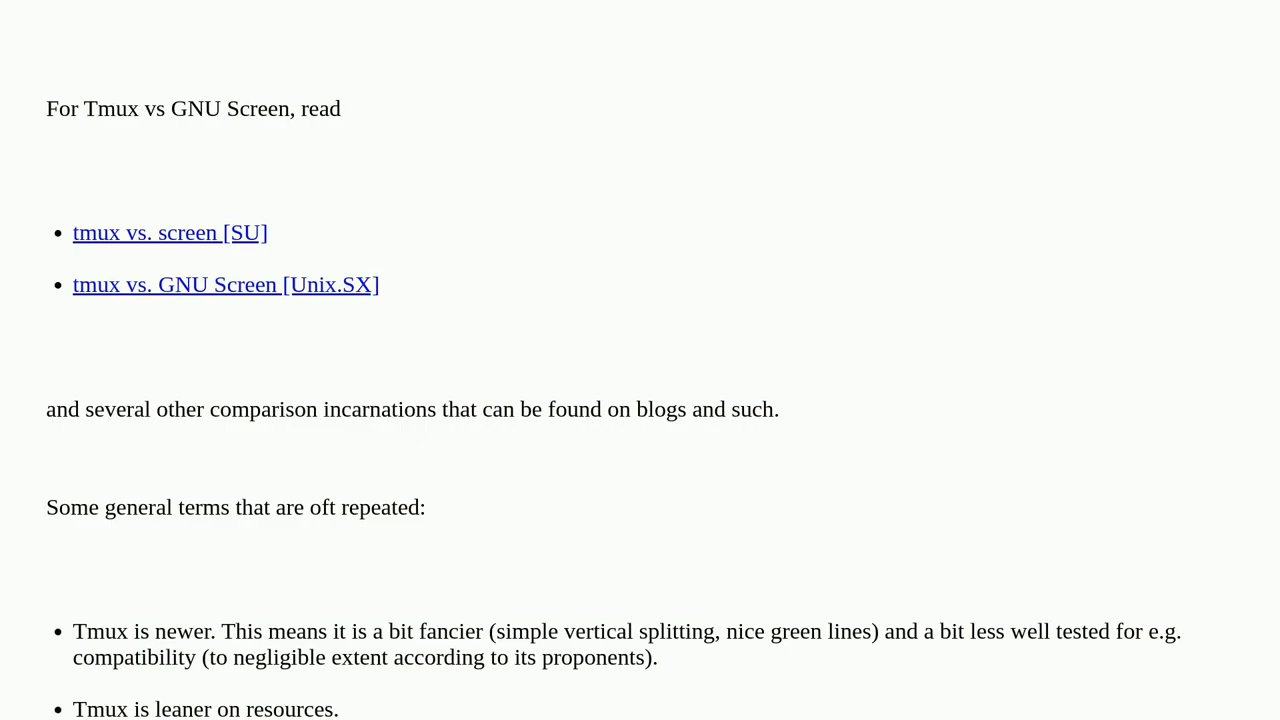 For Tmux vs GNU Screen, read
• tmux vs. screen [SU]
• tmux vs. GNU Screen [Unix.SX]
and several other comparison incarnations that can be found on blogs and such.
Some general terms that are oft repeated:
• Tmux is newer. This means it is a bit fancier (simple vertical splitting, nice green lines) and a bit less well tested for e.g.
compatibility (to negligible extent according to its proponents).
• Tmux is leaner on resources.